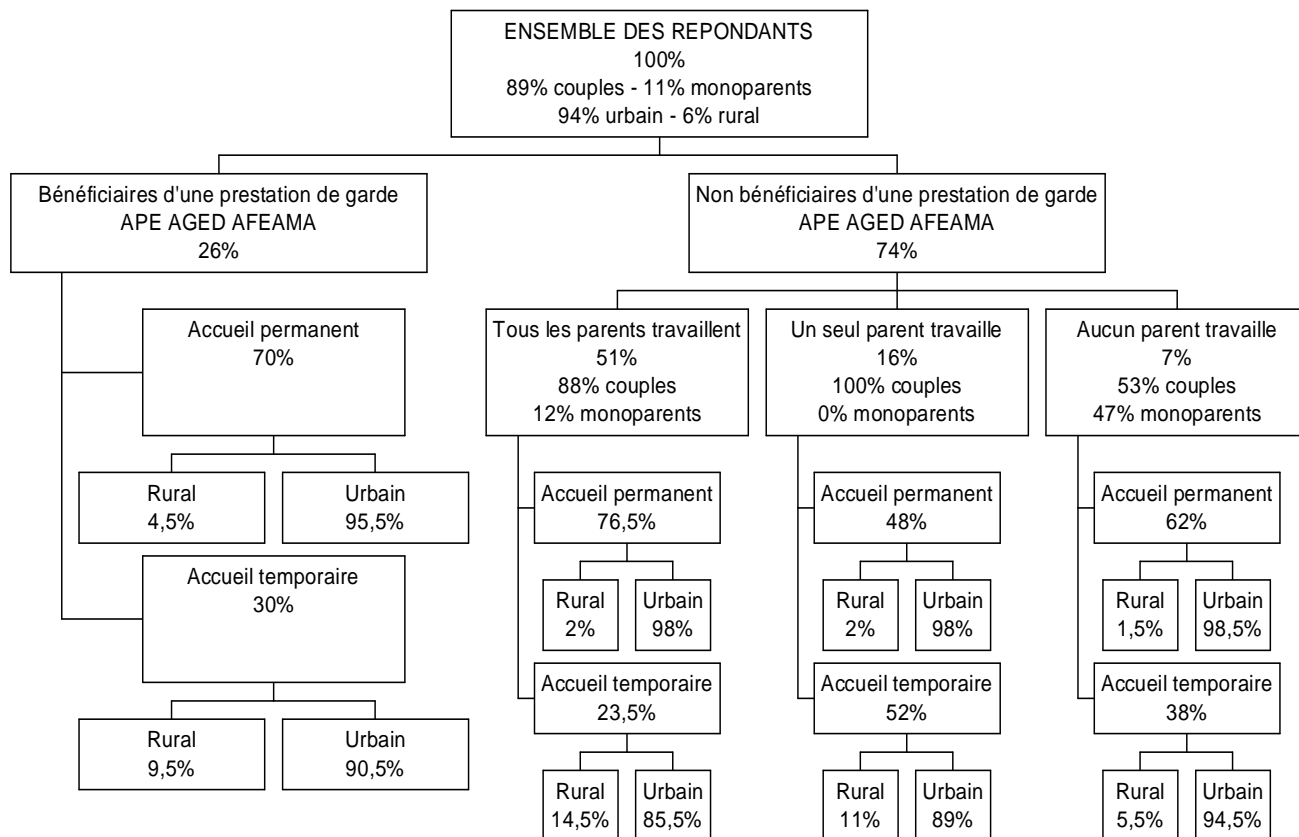 ENSEMBLE DES REPONDANTS
100%
89% couples - 11% monoparents
94% urbain - 6% rural
Bénéficiaires d'une prestation de garde
APE AGED AFEAMA
26%
Non bénéficiaires d'une prestation de garde
APE AGED AFEAMA
74%
Accueil permanent
70%
Rural
4,5%
Urbain
95,5%
Accueil temporaire
30%
Rural
9,5%
Urbain
90,5%
Tous les parents travaillent
51%
88% couples
12% monoparents
Accueil permanent
76,5%
Rural
2%
Urbain
98%
Accueil temporaire
23,5%
Rural
14,5%
Urbain
85,5%
Un seul parent travaille
16%
100% couples
0% monoparents
Accueil permanent
48%
Rural
2%
Urbain
98%
Accueil temporaire
52%
Rural
11%
Urbain
89%
Aucun parent travaille
7%
53% couples
47% monoparents
Accueil permanent
62%
Rural
1,5%
Urbain
98,5%
Accueil temporaire
38%
Rural
5,5%
Urbain
94,5%